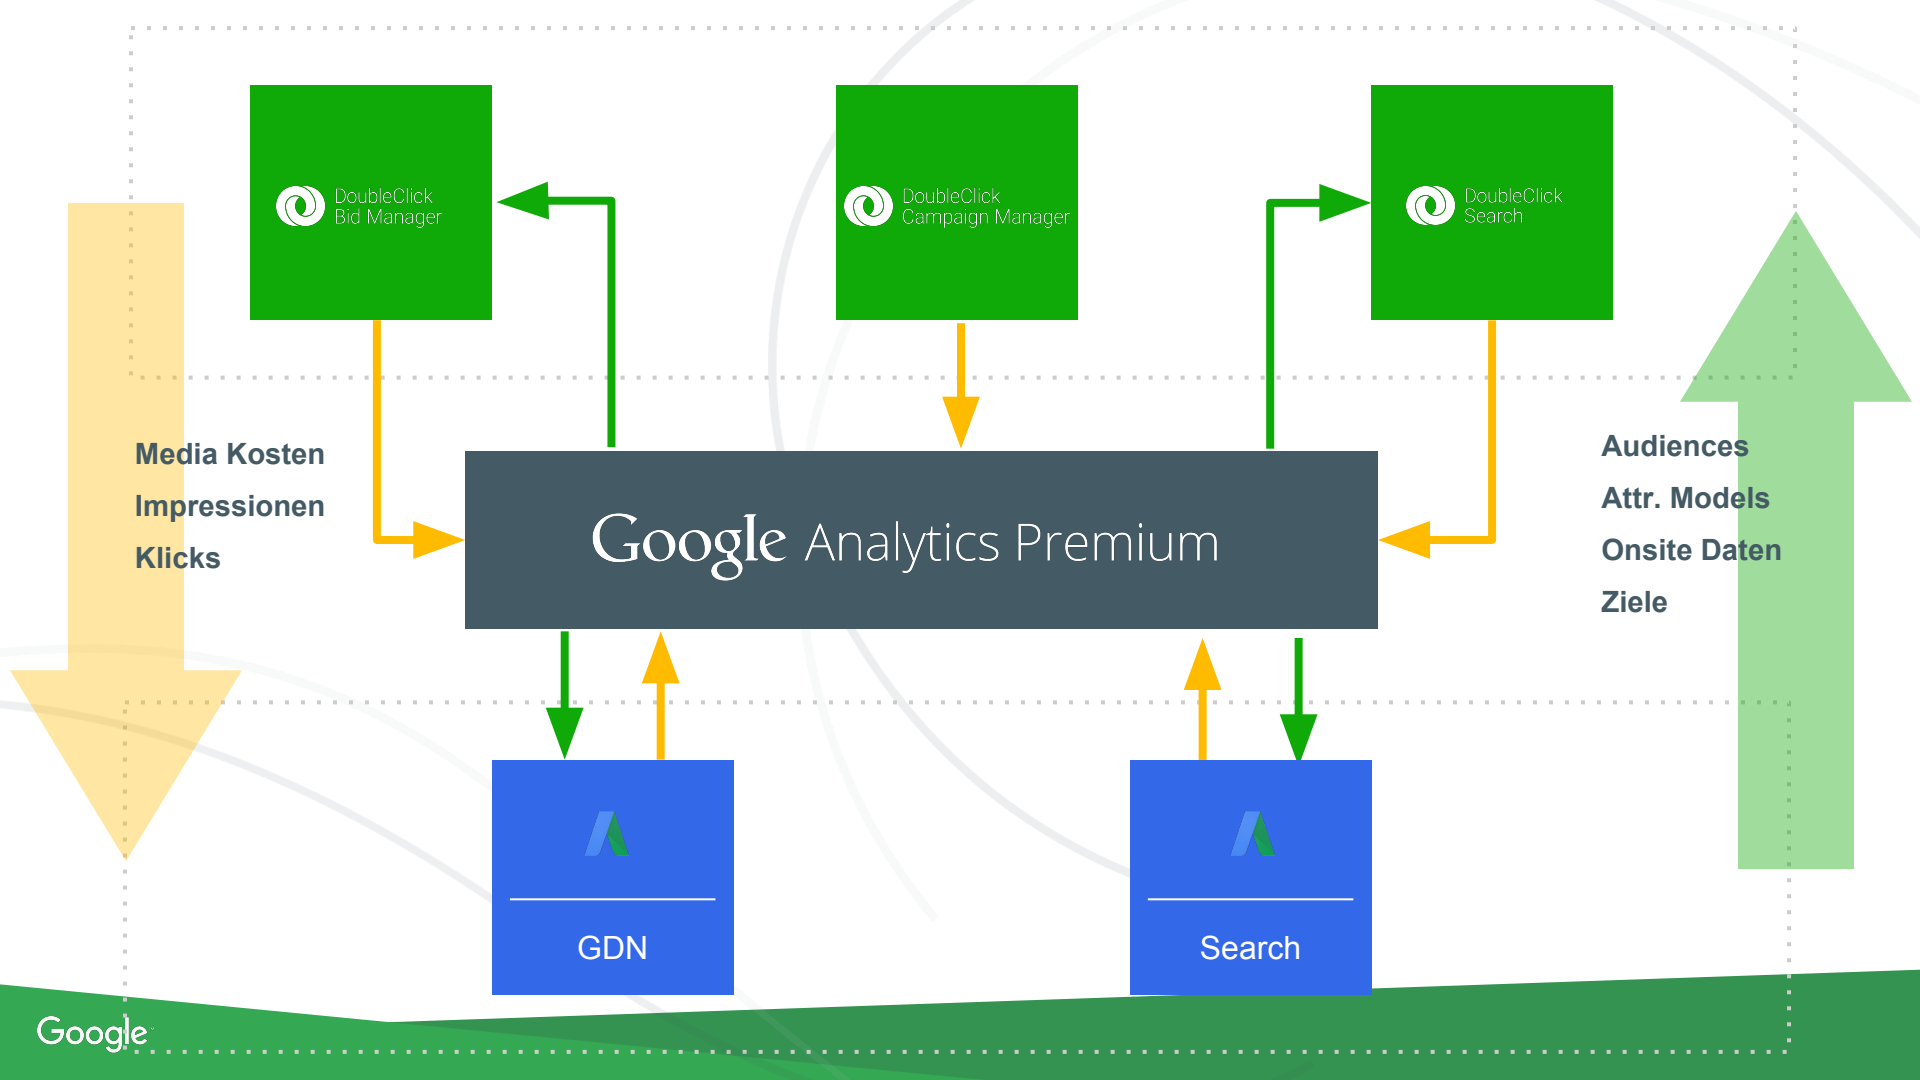 DoubleClick
Bid Manager
DoubleClick
Campaign Manager
DoubleClick
Search
Media Kosten
Impressionen
Klicks
Google Analytics Premium
Audiences
Attr. Models
Onsite Daten
Ziele
GDN
Search
Google